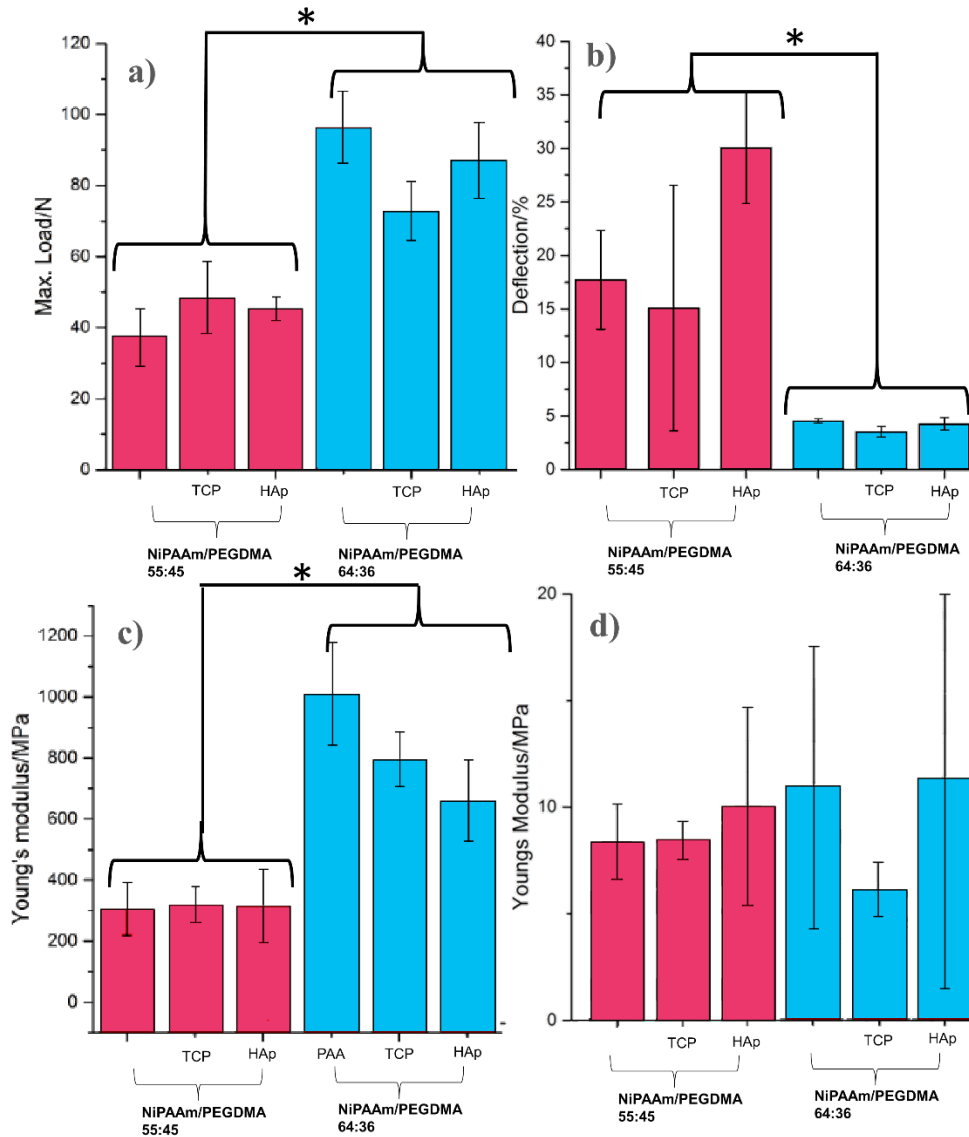 a)
*
Max. Load/N
120
100
80
60
40
20
0
TCP
HAp
TCP
HAp
NiPAAm/PEGDMA
55:45
NiPAAm/PEGDMA
64:36
b)
*
Deflection/%
40
35
30
25
20
15
10
5
0
TCP
HAp
TCP
HAp
NiPAAm/PEGDMA
55:45
NiPAAm/PEGDMA
64:36
c)
*
Young's modulus/MPa
1200
1000
800
600
400
200
0
TCP
HAp
PAA
TCP
HAp
NiPAAm/PEGDMA
55:45
NiPAAm/PEGDMA
64:36
d)
Youngs Modulus/MPa
20
10
0
TCP
HAp
TCP
HAp
NiPAAm/PEGDMA
55:45
NiPAAm/PEGDMA
64:36